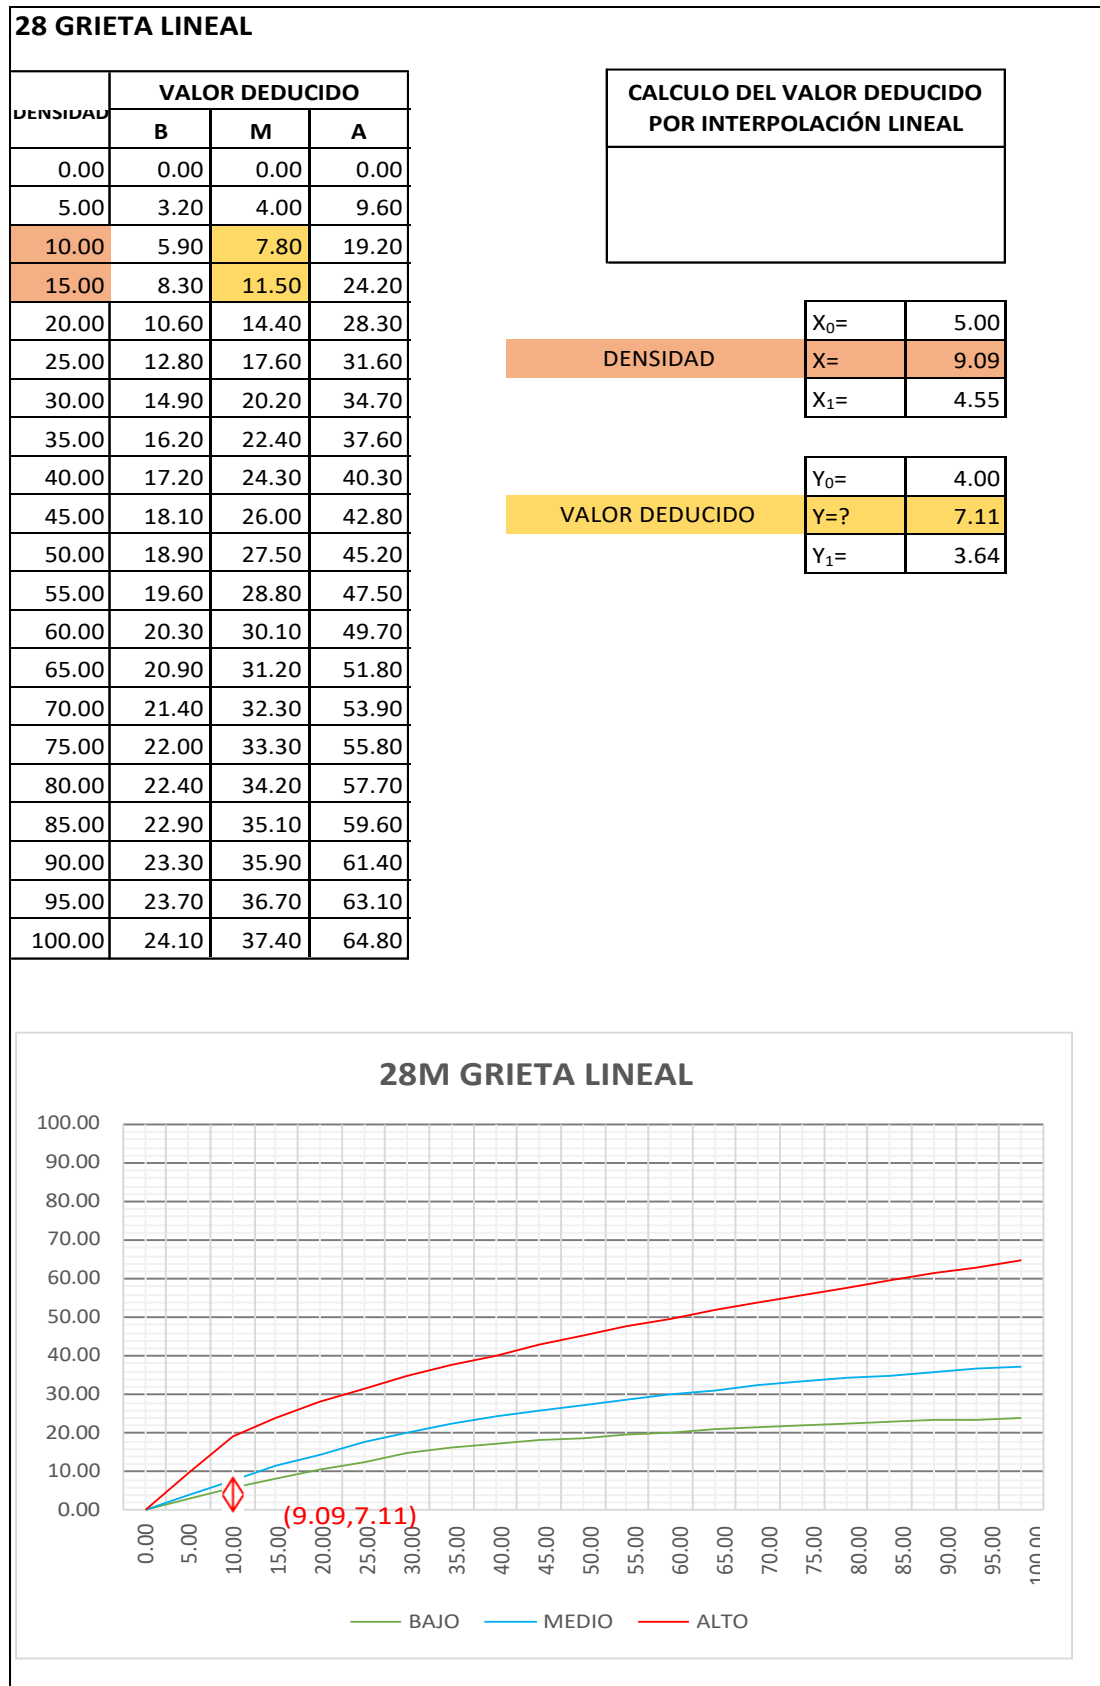 28 GRIETA LINEAL
DENSIDAD VALOR DEDUCIDO
B M A
0.00 0.00 0.00 0.00
5.00 3.20 4.00 9.60
10.00 5.90 7.80 19.20
15.00 8.30 11.50 24.20
20.00 10.60 14.40 28.30
25.00 12.80 17.60 31.60
30.00 14.90 20.20 34.70
35.00 16.20 22.40 37.60
40.00 17.20 24.30 40.30
45.00 18.10 26.00 42.80
50.00 18.90 27.50 45.20
55.00 19.60 28.80 47.50
60.00 20.30 30.10 49.70
65.00 20.90 31.20 51.80
70.00 21.40 32.30 53.90
75.00 22.00 33.30 55.80
80.00 22.40 34.20 57.70
85.00 22.90 35.10 59.60
90.00 23.30 35.90 61.40
95.00 23.70 36.70 63.10
100.00 24.10 37.40 64.80
CALCULO DEL VALOR DEDUCIDO
POR INTERPOLACIÓN LINEAL
X₀= 5.00
DENSIDAD X= 9.09
X₁= 4.55
Y₀= 4.00
VALOR DEDUCIDO Y=? 7.11
Y₁= 3.64
28M GRIETA LINEAL
100.00
90.00
80.00
70.00
60.00
50.00
40.00
30.00
20.00
10.00
0.00
(9.09,7.11)
0.00 5.00 10.00 15.00 20.00 25.00 30.00 35.00 40.00 45.00 50.00 55.00 60.00 65.00 70.00 75.00 80.00 85.00 90.00 95.00 100.00
BAJO MEDIO ALTO